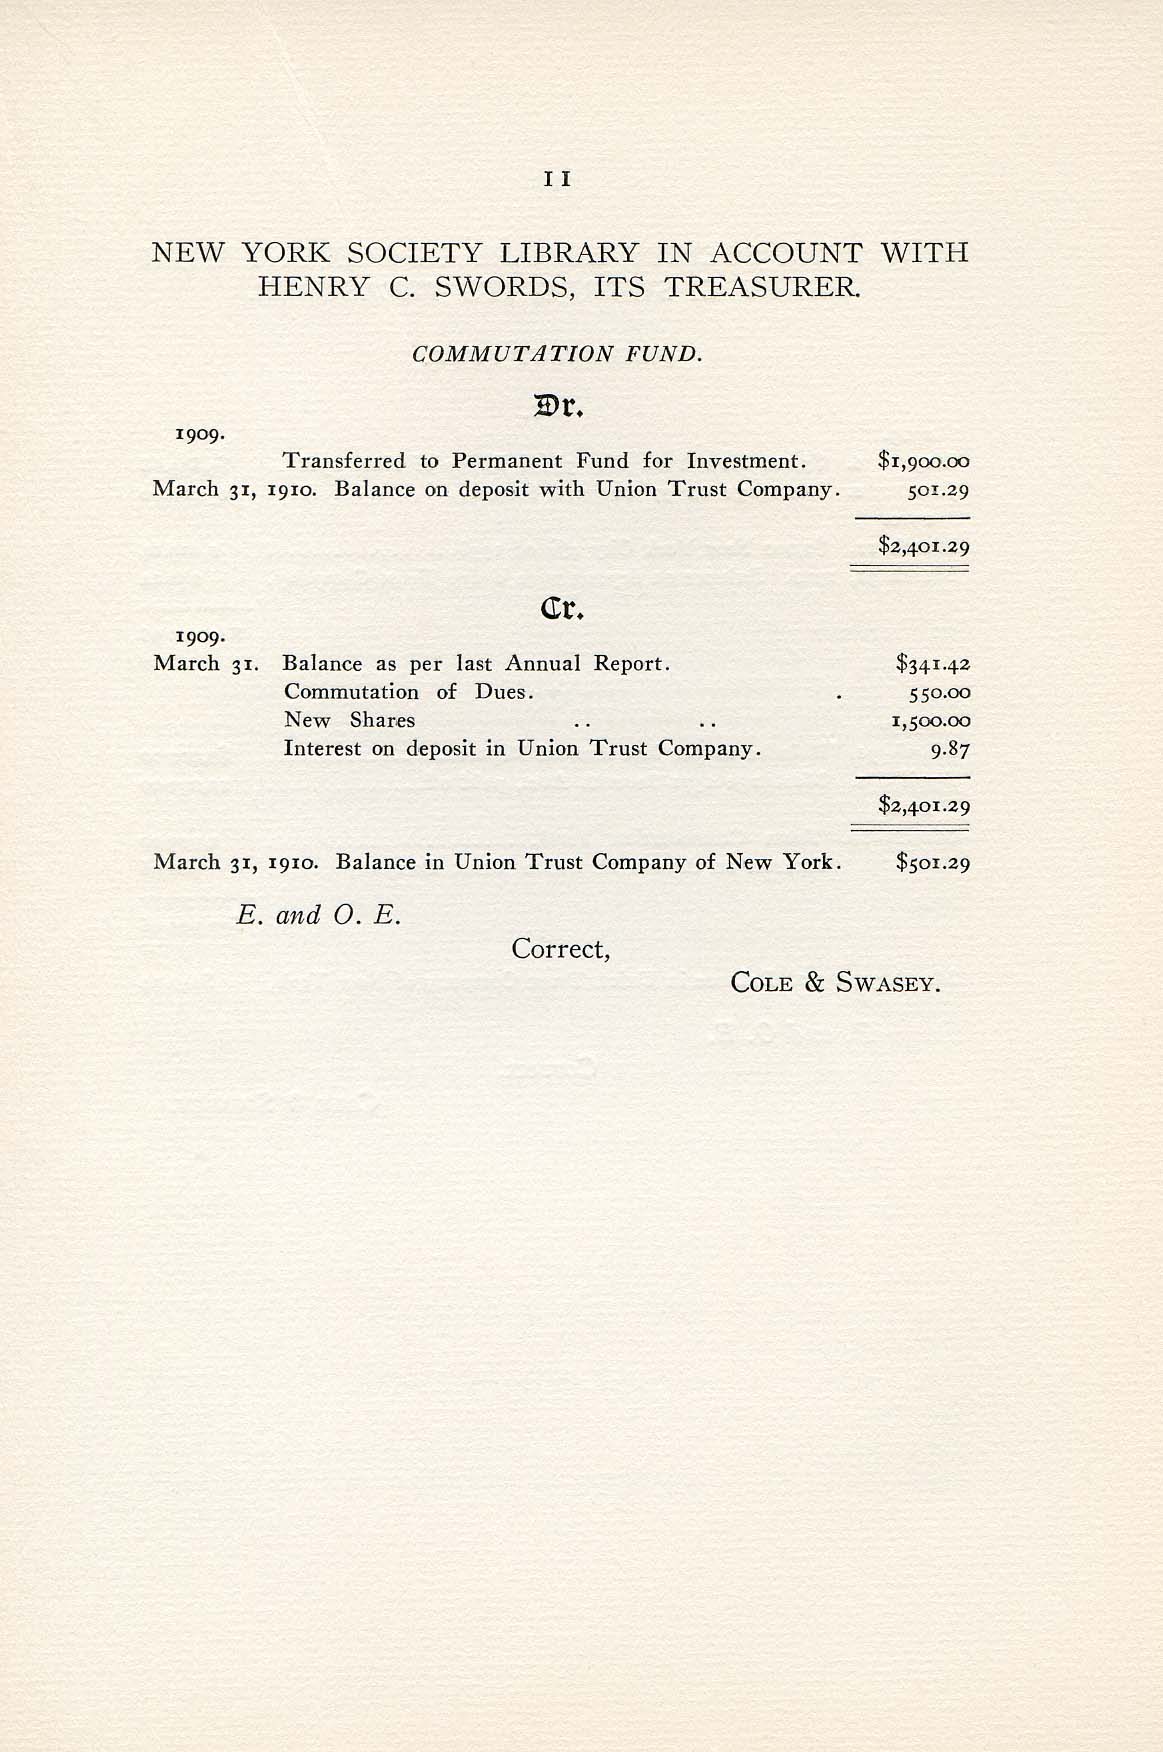 11
NEW YORK SOCIETY LIBRARY IN ACCOUNT WITH
HENRY C. SWORDS, ITS TREASURER.
COMMUTATION FUND.
Dr.
1909.
Transferred to Permanent Fund for Investment. $1,900.00
March 31, 1910. Balance on deposit with Union Trust Company. 501.29
$2,401.29
Cr.
1909.
March 31. Balance as per last Annual Report. $341.42
Commutation of Dues. . 550.00
New Shares .. .. 1,500.00
Interest on deposit in Union Trust Company. 9.87
$2,401.29
March 31, 1910. Balance in Union Trust Company of New York. $501.29
E. and O. E.
Correct,
COLE & SWASEY.